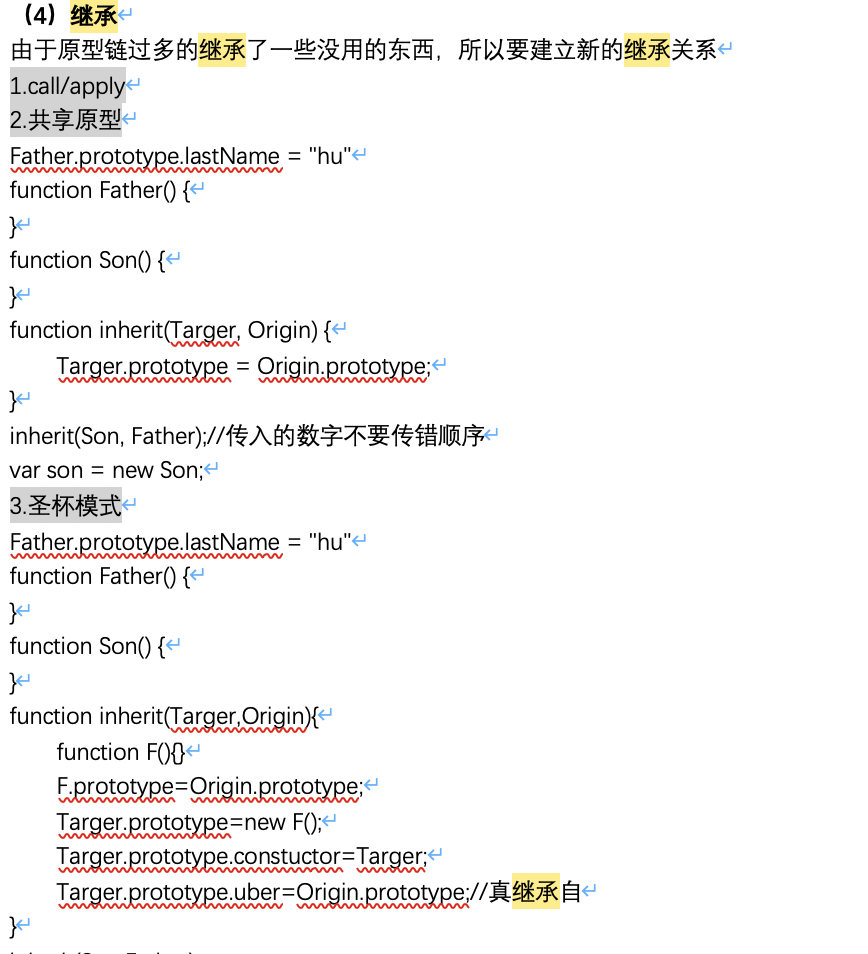 （4）继承
由于原型链过多的继承了一些没用的东西，所以要建立新的继承关系
1.call/apply
2.共享原型
Father.prototype.lastName = "hu"
function Father() {
}
function Son() {
}
function inherit(Targer, Origin) {
Targer.prototype = Origin.prototype;
}
inherit(Son, Father);//传入的数字不要传错顺序
var son = new Son;
3.圣杯模式
Father.prototype.lastName = "hu"
function Father() {
}
function Son() {
}
function inherit(Targer,Origin){
function F(){}
F.prototype=Origin.prototype;
Targer.prototype=new F();
Targer.prototype.constuctor=Targer;
Targer.prototype.uber=Origin.prototype;//真继承自
}